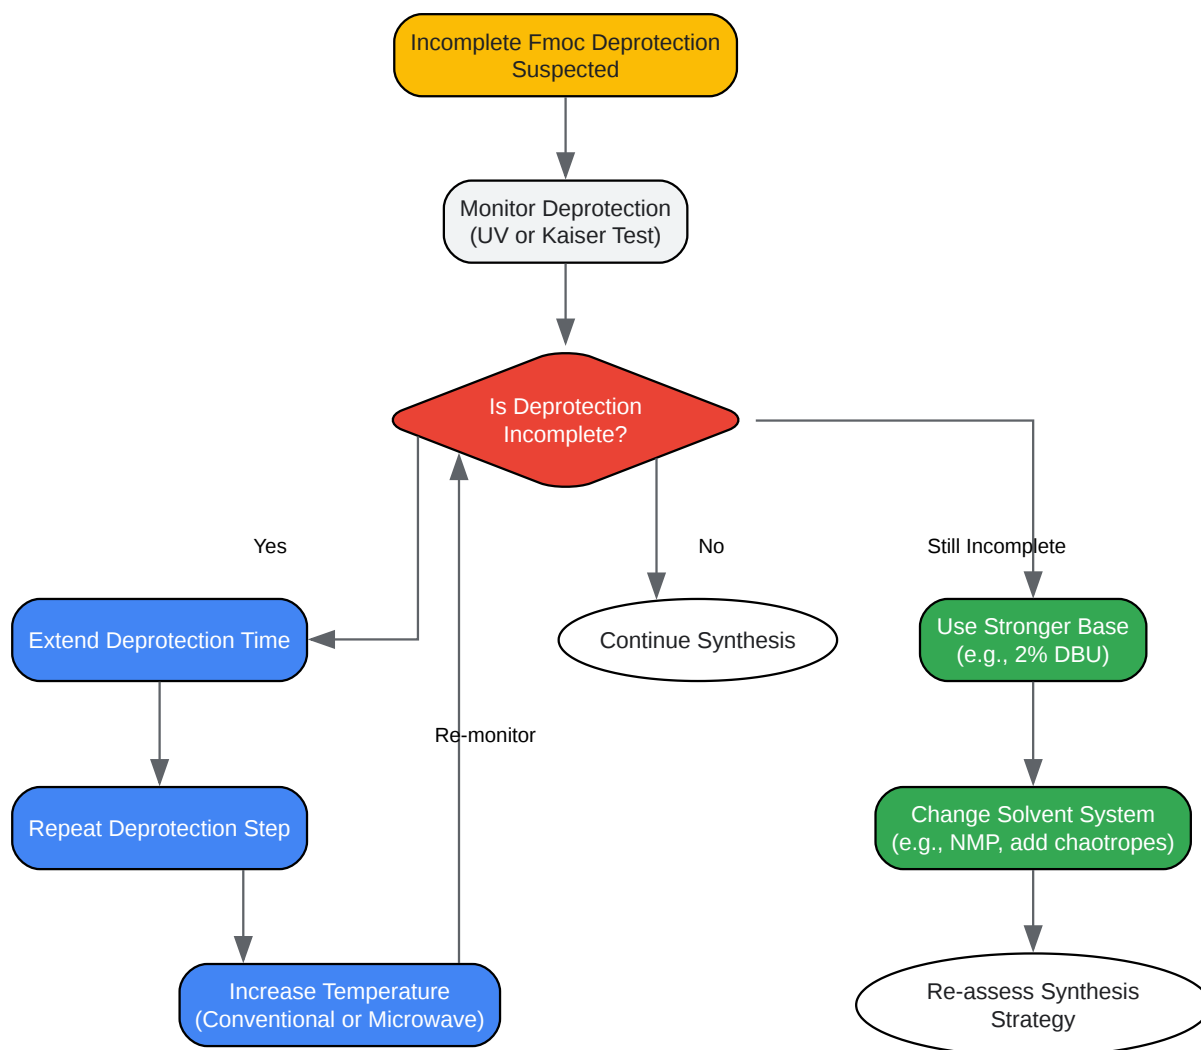 Incomplete Fmoc Deprotection
Suspected
Monitor Deprotection
(UV or Kaiser Test)
Is Deprotection
Incomplete?
Yes
No
Still Incomplete
Extend Deprotection Time
Continue Synthesis
Use Stronger Base
(e.g., 2% DBU)
Re-monitor
Repeat Deprotection Step
Change Solvent System
(e.g., NMP, add chaotropes)
Increase Temperature
(Conventional or Microwave)
Re-assess Synthesis
Strategy